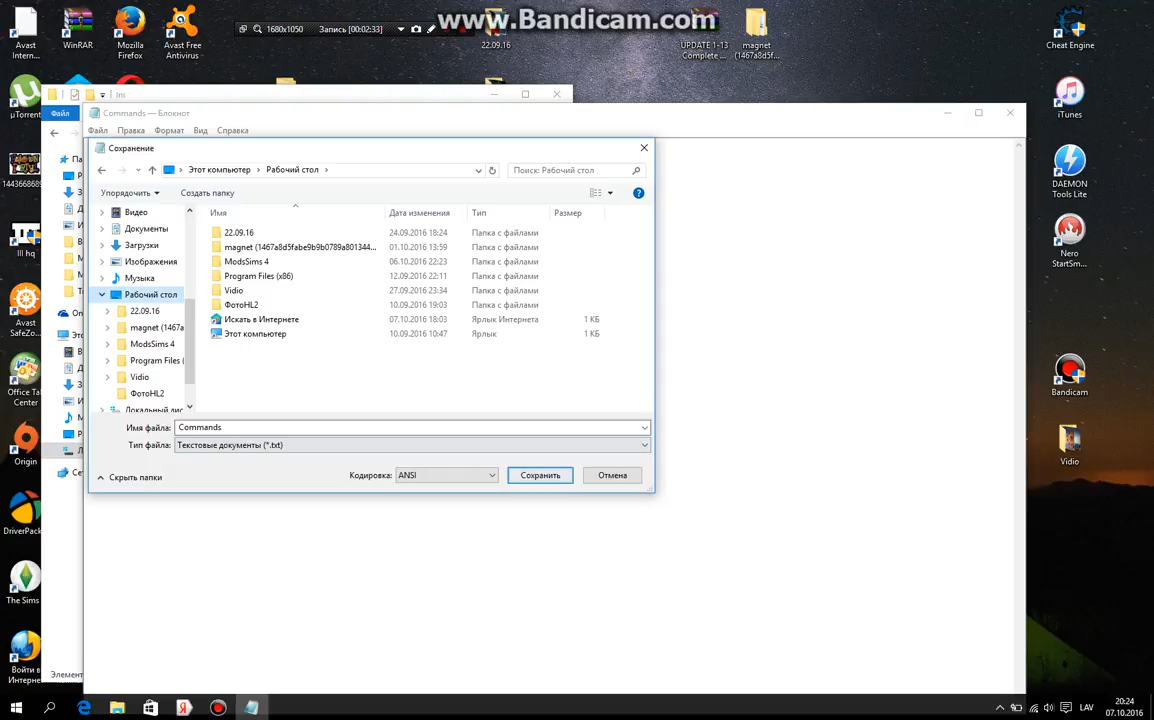 www.Bandicam.com
1680x1050
Запись [00:02:33]
Avast
Intern...
WinRAR
Mozilla
Firefox
Avast Free
Antivirus
22.09.16
UPDATE 1-13
Complete ...
magnet
(1467a8d5f...
Cheat Engine
µTorrent
Файл
Commands — Блокнот
iTunes
Файл
Правка
Формат
Вид
Справка
Сохранение
Этот компьютер
Рабочий стол
Поиск: Рабочий стол
Упорядочить
Создать папку
Имя
Дата изменения
Тип
Размер
Видео
Документы
Загрузки
Изображения
Музыка
Рабочий стол
22.09.16
magnet (1467a
ModsSims 4
Program Files (
Vidio
ФотоHL2
Локальный дис
22.09.16
24.09.2016 18:24
Папка с файлами
magnet (1467a8d5fabe9b9b0789a801344...
01.10.2016 13:59
Папка с файлами
ModsSims 4
06.10.2016 22:23
Папка с файлами
Program Files (x86)
12.09.2016 22:11
Папка с файлами
Vidio
27.09.2016 23:34
Папка с файлами
ФотоHL2
10.09.2016 19:03
Папка с файлами
Искать в Интернете
07.10.2016 18:03
Ярлык Интернета
1 КБ
Этот компьютер
10.09.2016 10:47
Ярлык
1 КБ
Имя файла:
Commands
Тип файла:
Текстовые документы (*.txt)
Скрыть папки
Кодировка:
ANSI
Сохранить
Отмена
DAEMON
Tools Lite
Nero
StartSm...
Bandicam
Vidio
lll hq
Avast
SafeZo...
Office Ta
Center
Origin
DriverPack
The Sims
Войти в
Интернет
Элемент
LAV
20:24
07.10.2016